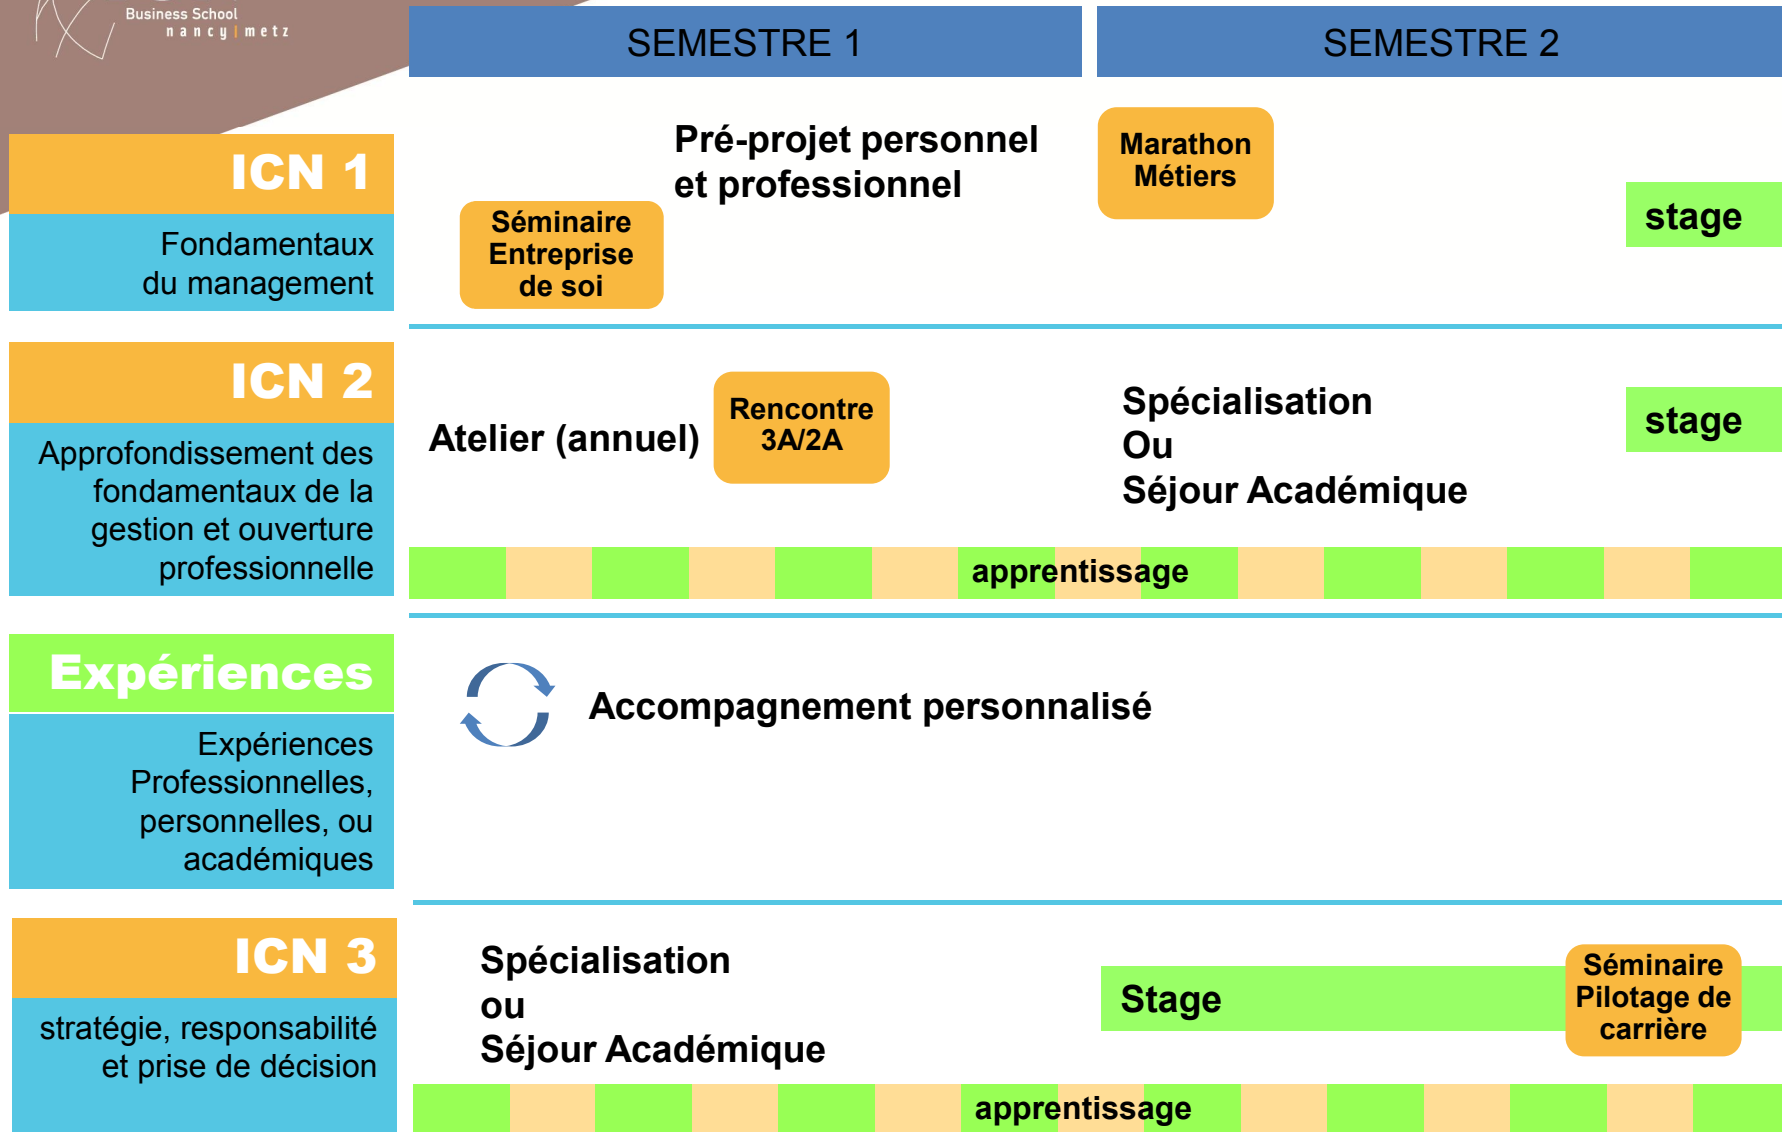 Business School
nancy|metz
SEMESTRE 1
SEMESTRE 2
ICN 1
Fondamentaux
du management
Séminaire
Entreprise
de soi
Pré-projet personnel
et professionnel
Marathon
Métiers
stage
ICN 2
Approfondissement des
fondamentaux de la
gestion et ouverture
professionnelle
Atelier (annuel)
Rencontre
3A/2A
Spécialisation
Ou
Séjour Académique
stage
apprentissage
Expériences
Expériences
Professionnelles,
personnelles, ou
académiques
Accompagnement personnalisé
ICN 3
stratégie, responsabilité
et prise de décision
Spécialisation
ou
Séjour Académique
Stage
Séminaire
Pilotage de
carrière
apprentissage